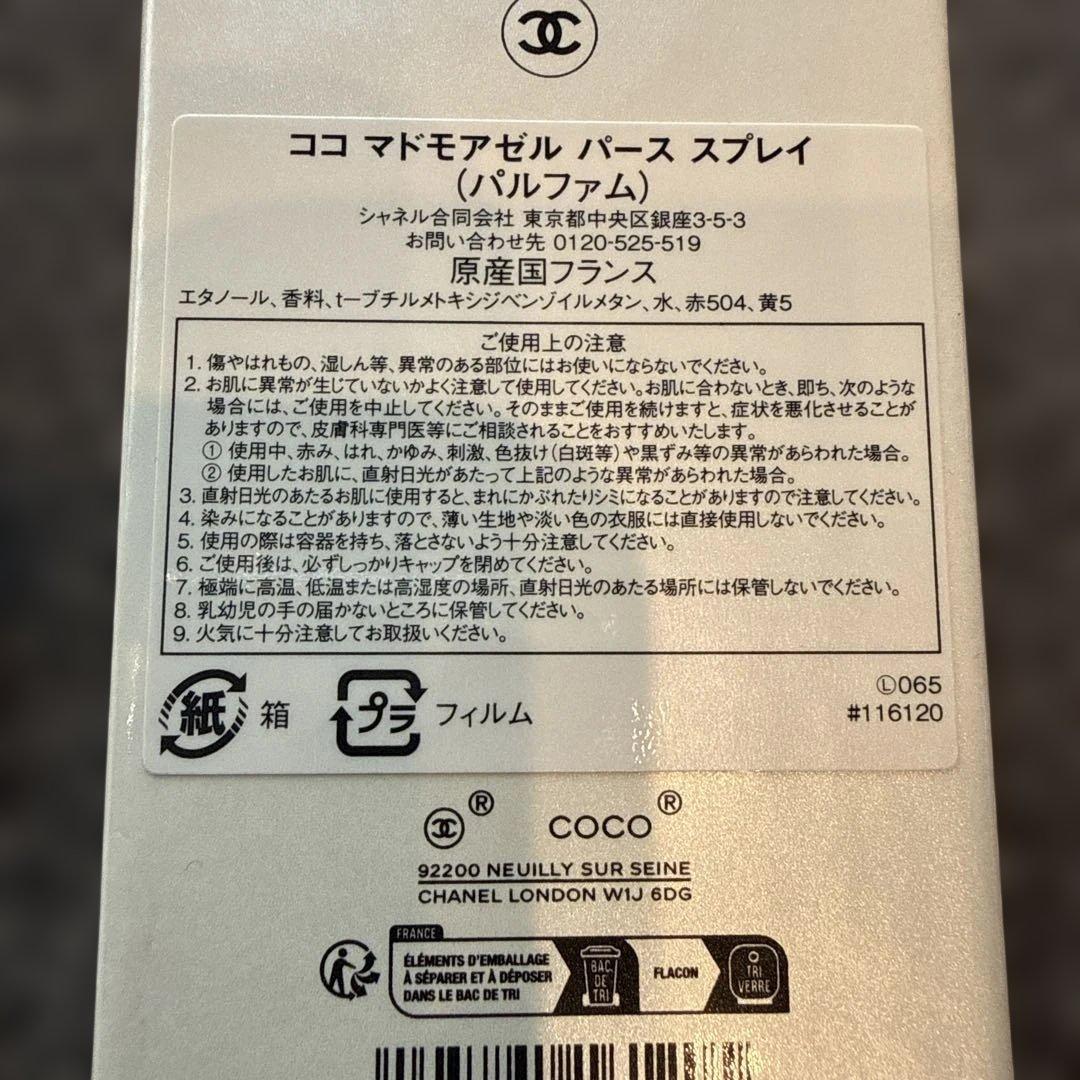 ココ マドモアゼル パース スプレイ
(パルファム)
シャネル合同会社 東京都中央区銀座3-5-3
お問い合わせ先 0120-525-519
原産国フランス
エタノール、香料、t-ブチルメトキシジベンゾイルメタン、水、赤504、黄5
ご使用上の注意
1. 傷やはれもの、湿しん等、異常のある部位にはお使いにならないでください。
2. お肌に異常が生じていないかよく注意して使用してください。お肌に合わないとき、即ち、次のような
場合には、ご使用を中止してください。そのままご使用を続けますと、症状を悪化させることが
ありますので、皮膚科専門医等にご相談されることをおすすめいたします。
① 使用中、赤み、はれ、かゆみ、刺激、色抜け(白斑等)や黒ずみ等の異常があらわれた場合。
② 使用したお肌に、直射日光があたって上記のような異常があらわれた場合。
3. 直射日光のあたるお肌に使用すると、まれにかぶれたりシミになることがありますので注意してください。
4. 染みになることがありますので、薄い生地や淡い色の衣服には直接使用しないでください。
5. 使用の際は容器を持ち、落とさないよう十分注意してください。
6. ご使用後は、必ずしっかりキャップを閉めてください。
7. 極端に高温、低温または高湿度の場所、直射日光のあたる場所には保管しないでください。
8. 乳幼児の手の届かないところに保管してください。
9. 火気に十分注意してお取扱いください。
紙 箱 プラ フィルム
Ⓛ065
#116120
® COCO®
92200 NEUILLY SUR SEINE
CHANEL LONDON W1J 6DG
FRANCE
ÉLÉMENTS D'EMBALLAGE
À SÉPARER ET À DÉPOSER
DANS LE BAC DE TRI
BAC
DE
TRI
FLACON
TRI
VERRE